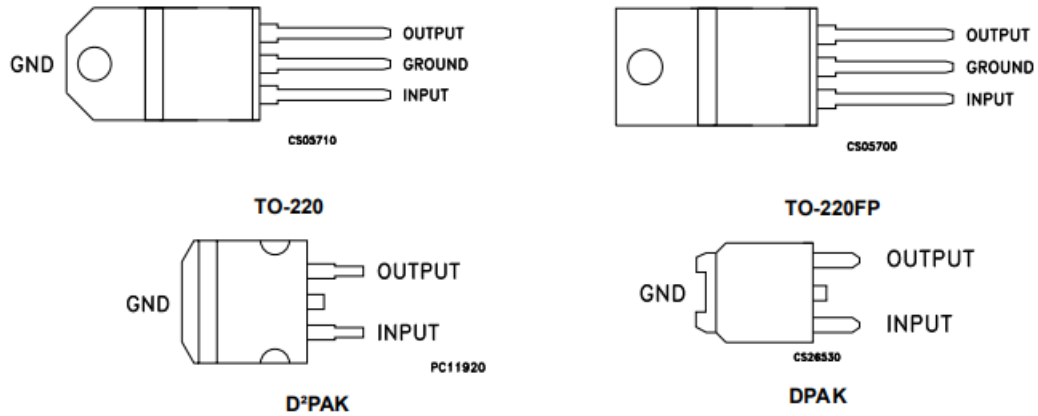 GND
OUTPUT
GROUND
INPUT
CS05710
TO-220
OUTPUT
GROUND
INPUT
CS05700
TO-220FP
GND
OUTPUT
INPUT
PC11920
D²PAK
GND
OUTPUT
INPUT
CS26530
DPAK